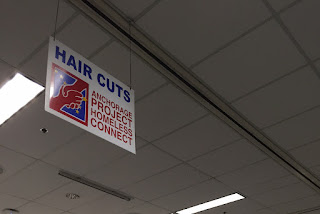 HAIR CUTS
ANCHORAGE
PROJECT
HOMELESS
CONNECT